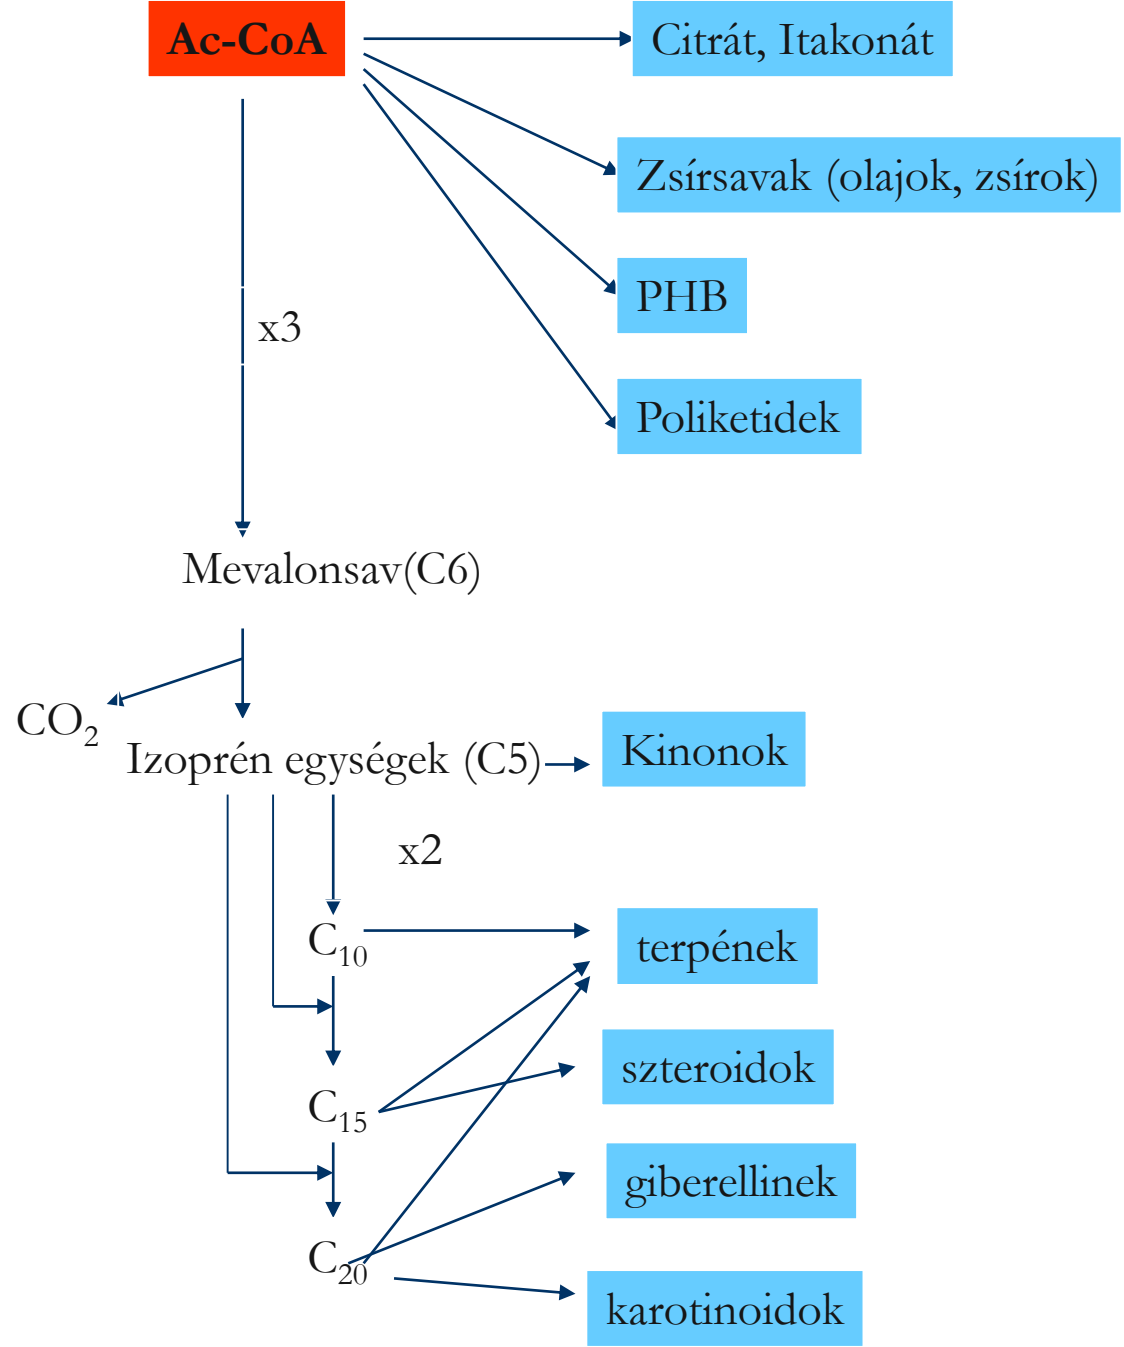 Ac-CoA
Citrát, Itakonát
Zsírsavak (olajok, zsírok)
PHB
x3
Poliketidek
Mevalonsav(C6)
CO₂
Izoprén egységek (C5)
Kinonok
x2
C₁₀
terpének
szteroidok
C₁₅
giberellinek
C₂₀
karotinoidok